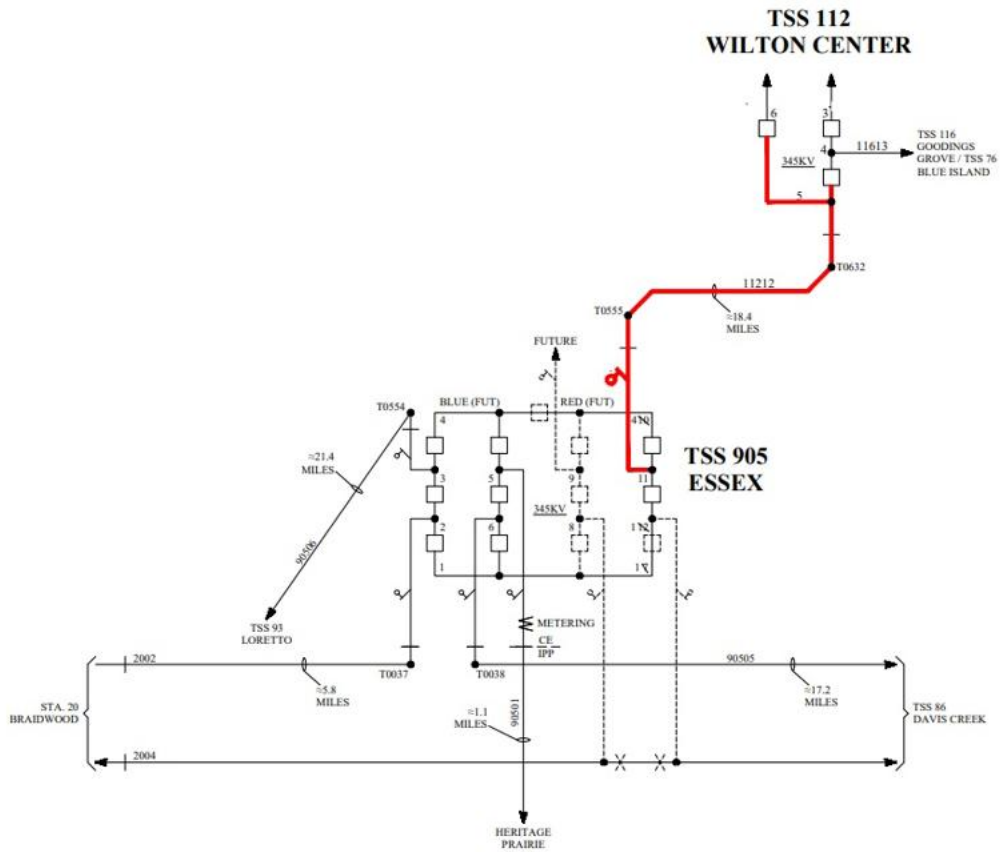 TSS 112
WILTON CENTER
6
3
4
11613
TSS 116
GOODINGS
GROVE / TSS 76
BLUE ISLAND
345KV
5
T0632
11212
≈18.4
MILES
T0555
FUTURE
T0554
BLUE (FUT)
RED (FUT)
4
4
10
TSS 905
ESSEX
≈21.4
MILES
3
5
9
11
345KV
2
6
8
1
12
1
1
90506
TSS 93
LORETTO
METERING
CE
IPP
2002
T0037
T0038
90505
≈5.8
MILES
≈17.2
MILES
STA. 20
BRAIDWOOD
TSS 86
DAVIS CREEK
≈1.1
MILES
90501
2004
HERITAGE
PRAIRIE